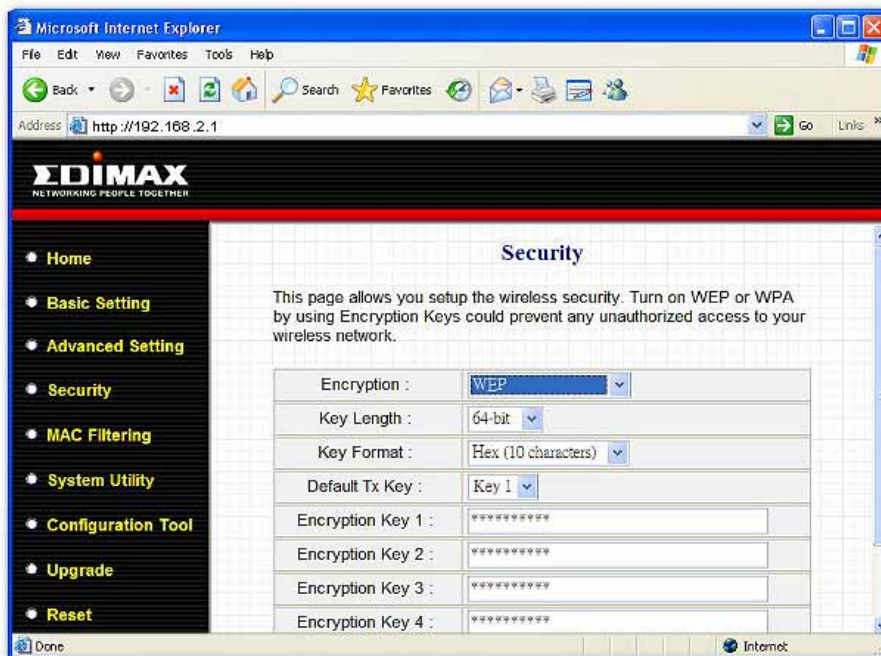 Microsoft Internet Explorer
File Edit View Favorites Tools Help
Back Search Favorites
Address http://192.168.2.1 Go Links »
EDIMAX
NETWORKING PEOPLE TOGETHER
Home
Basic Setting
Advanced Setting
Security
MAC Filtering
System Utility
Configuration Tool
Upgrade
Reset
Security
This page allows you setup the wireless security. Turn on WEP or WPA
by using Encryption Keys could prevent any unauthorized access to your
wireless network.
Encryption : WEP
Key Length : 64-bit
Key Format : Hex (10 characters)
Default Tx Key : Key 1
Encryption Key 1 : **********
Encryption Key 2 : **********
Encryption Key 3 : **********
Encryption Key 4 : **********
Done Internet